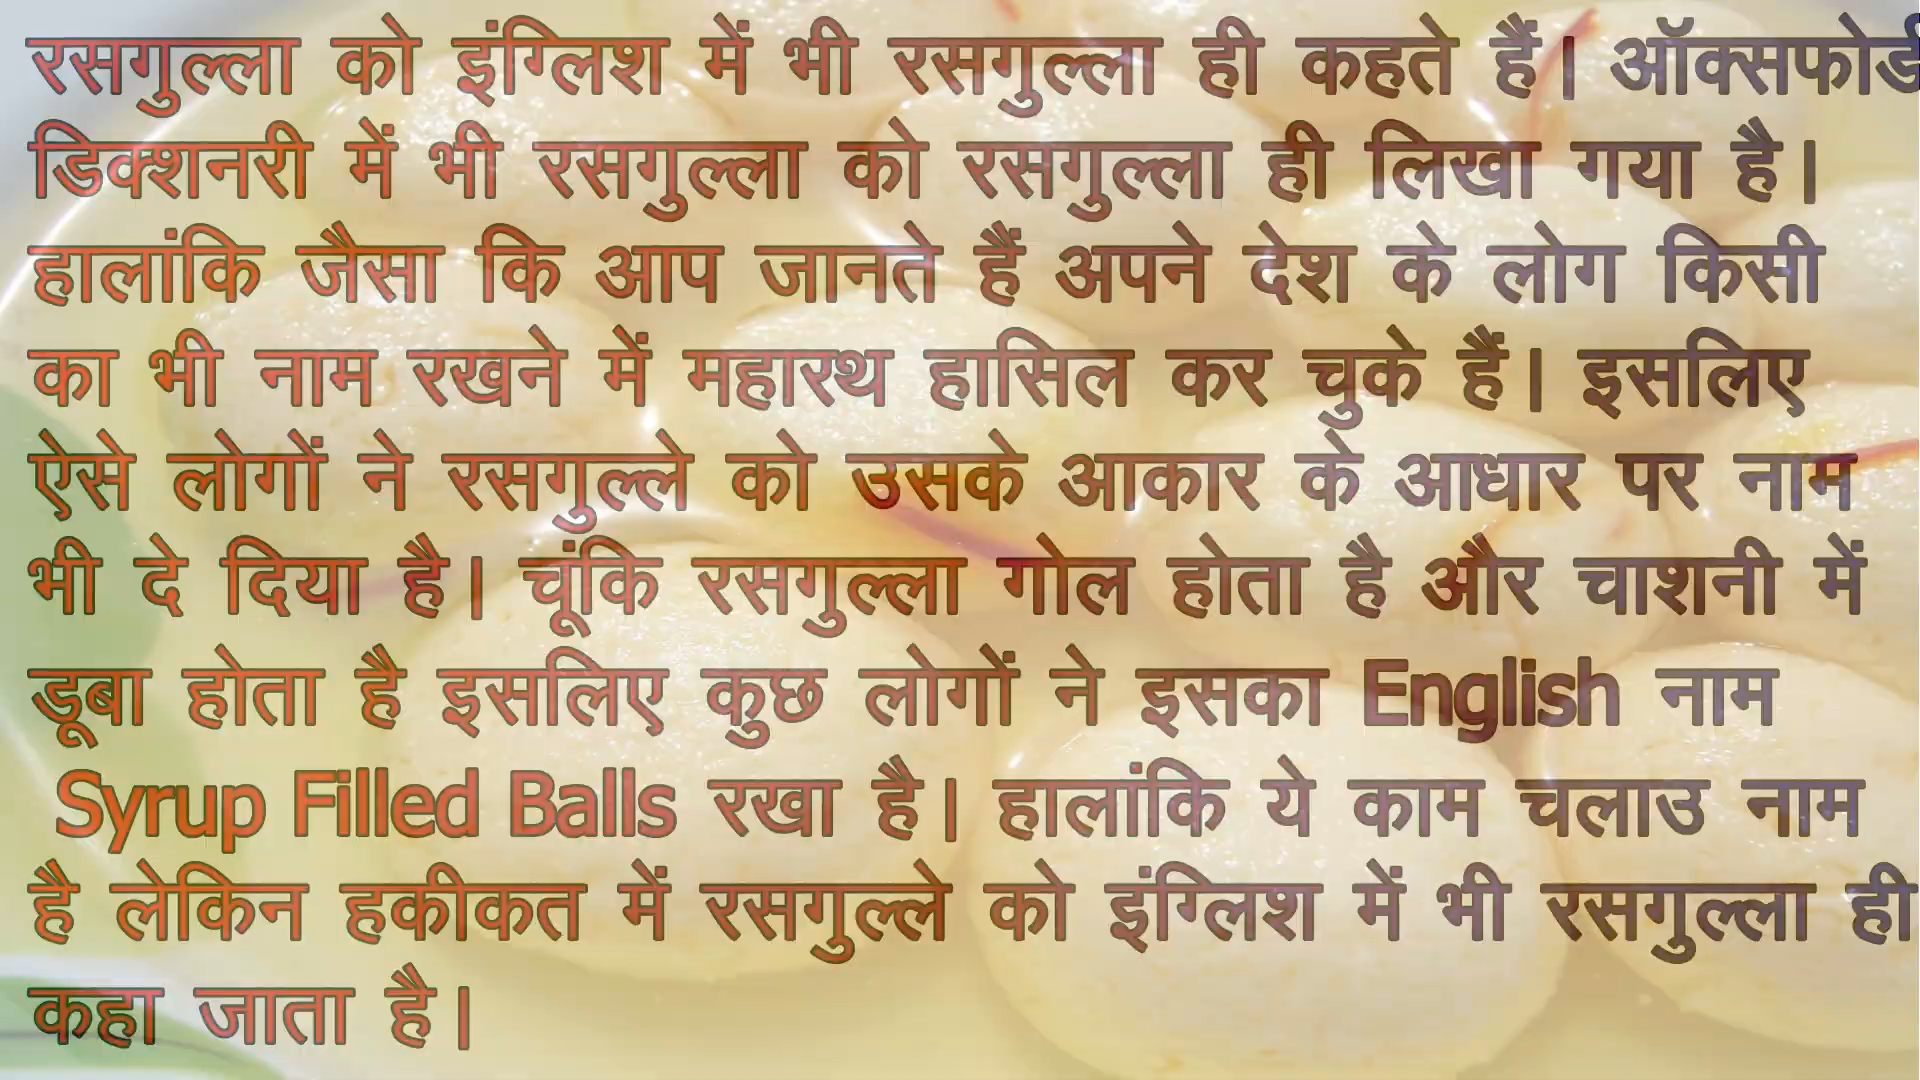 रसगुल्ला को इंग्लिश में भी रसगुल्ला ही कहते हैं। ऑक्सफोर्ड
डिक्शनरी में भी रसगुल्ला को रसगुल्ला ही लिखा गया है।
हालांकि जैसा कि आप जानते हैं अपने देश के लोग किसी
का भी नाम रखने में महारथ हासिल कर चुके हैं। इसलिए
ऐसे लोगों ने रसगुल्ले को उसके आकार के आधार पर नाम
भी दे दिया है। चूंकि रसगुल्ला गोल होता है और चाशनी में
डूबा होता है इसलिए कुछ लोगों ने इसका English नाम
Syrup Filled Balls रखा है। हालांकि ये काम चलाउ नाम
है लेकिन हकीकत में रसगुल्ले को इंग्लिश में भी रसगुल्ला ही
कहा जाता है।